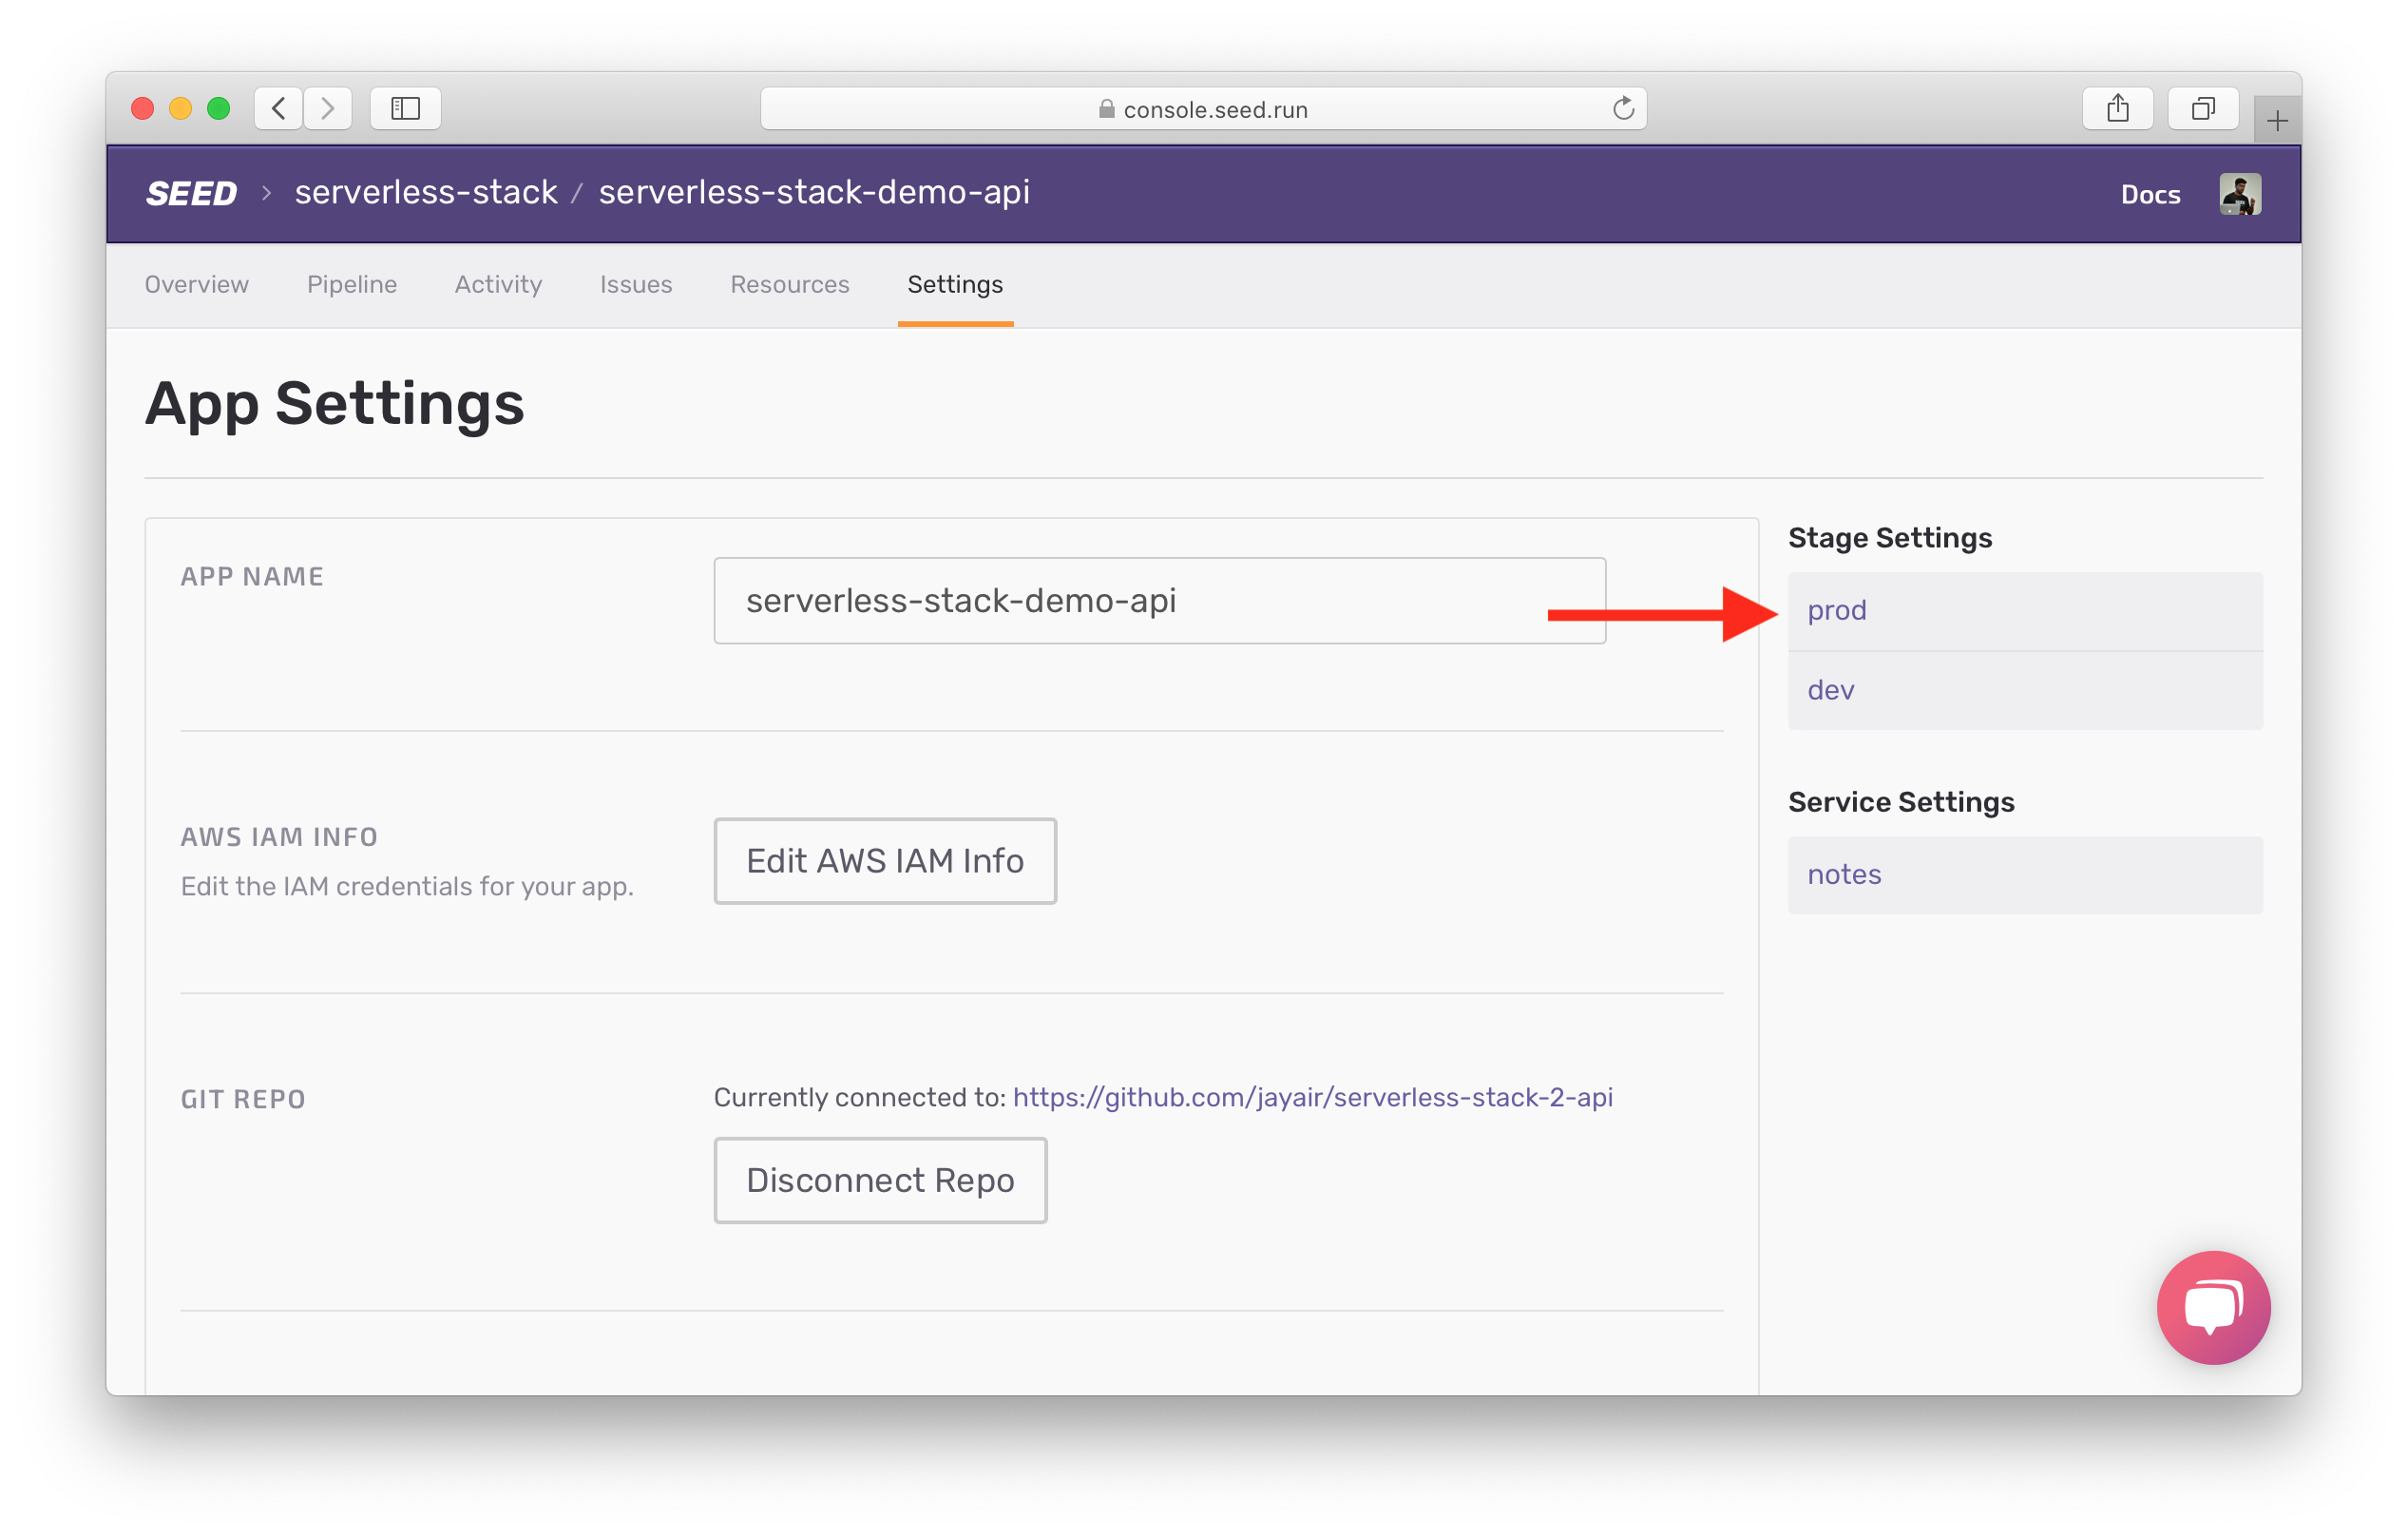 console.seed.run
SEED > serverless-stack / serverless-stack-demo-api
Docs
Overview Pipeline Activity Issues Resources Settings
App Settings
APP NAME
serverless-stack-demo-api
AWS IAM INFO
Edit the IAM credentials for your app.
Edit AWS IAM Info
GIT REPO
Currently connected to: https://github.com/jayair/serverless-stack-2-api
Disconnect Repo
Stage Settings
prod
dev
Service Settings
notes